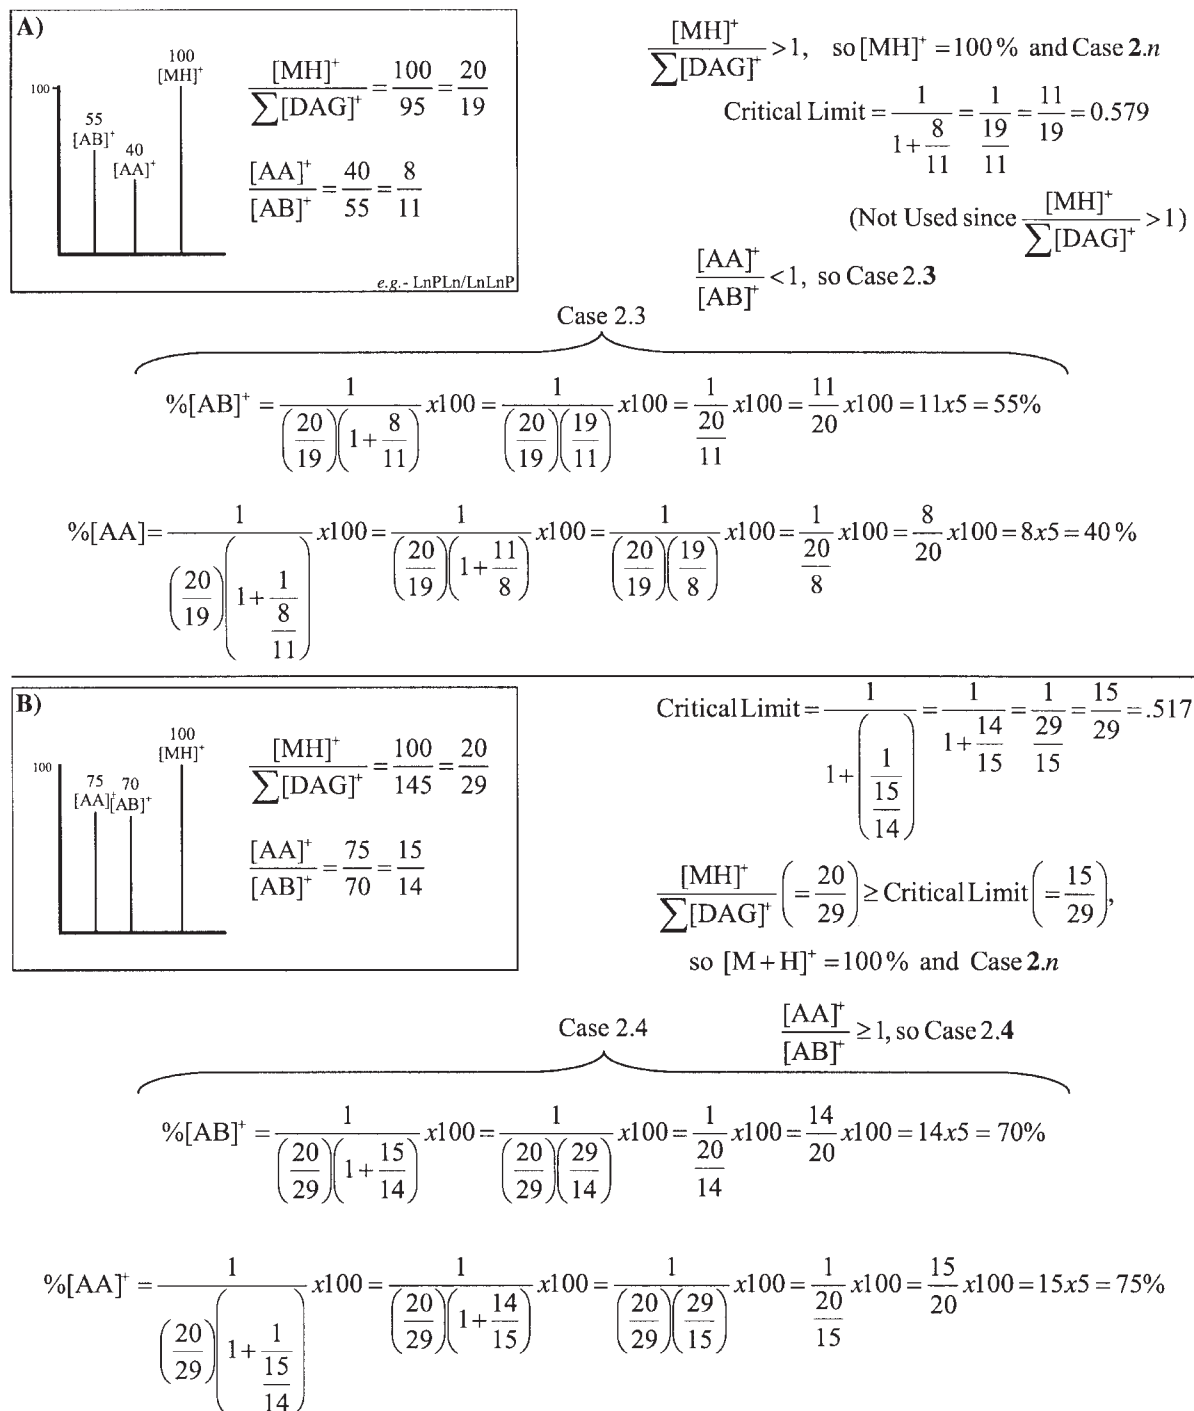 A)
100
[MH]⁺
100
55
[AB]⁺
40
[AA]⁺
[MH]⁺ / ∑[DAG]⁺ = 100/95 = 20/19
[AA]⁺ / [AB]⁺ = 40/55 = 8/11
e.g.- LnPLn/LnLnP
[MH]⁺ / ∑[DAG]⁺ >1, so [MH]⁺ =100% and Case 2.n
Critical Limit = 1 / (1+ 8/11) = 1 / (19/11) = 11/19 = 0.579
(Not Used since [MH]⁺ / ∑[DAG]⁺ >1)
[AA]⁺ / [AB]⁺ <1, so Case 2.3
Case 2.3
%[AB]⁺ = 1 / ((20/19)(1+ 8/11)) x100 = 1 / ((20/19)(19/11)) x100 = 1 / (20/11) x100 = 11/20 x100 = 11x5 = 55%
%[AA] = 1 / ((20/19)(1+ 1/(8/11))) x100 = 1 / ((20/19)(1+ 11/8)) x100 = 1 / ((20/19)(19/8)) x100 = 1 / (20/8) x100 = 8/20 x100 = 8x5 = 40%
B)
100
[MH]⁺
100
75
[AA]⁺
70
[AB]⁺
[MH]⁺ / ∑[DAG]⁺ = 100/145 = 20/29
[AA]⁺ / [AB]⁺ = 75/70 = 15/14
Critical Limit = 1 / (1+ (1/(15/14))) = 1 / (1+ 14/15) = 1 / (29/15) = 15/29 = .517
[MH]⁺ / ∑[DAG]⁺ (= 20/29) ≥ Critical Limit (= 15/29),
so [M+H]⁺ =100% and Case 2.n
[AA]⁺ / [AB]⁺ ≥1, so Case 2.4
Case 2.4
%[AB]⁺ = 1 / ((20/29)(1+ 15/14)) x100 = 1 / ((20/29)(29/14)) x100 = 1 / (20/14) x100 = 14/20 x100 = 14x5 = 70%
%[AA]⁺ = 1 / ((20/29)(1+ 1/(15/14))) x100 = 1 / ((20/29)(1+ 14/15)) x100 = 1 / ((20/29)(29/15)) x100 = 1 / (20/15) x100 = 15/20 x100 = 15x5 = 75%